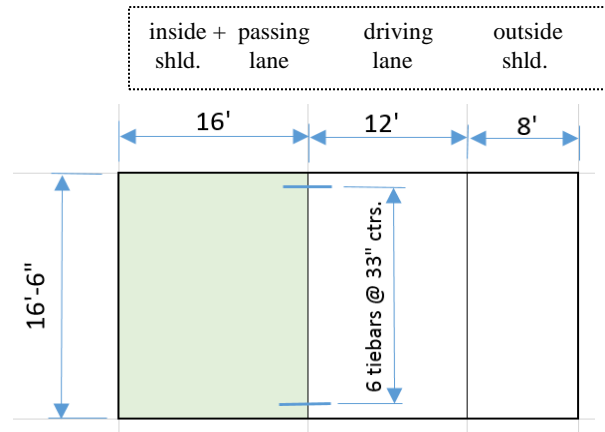 inside + passing driving outside
shld. lane lane shld.
16' 12' 8'
16'-6"
6 tiebars @ 33" ctrs.